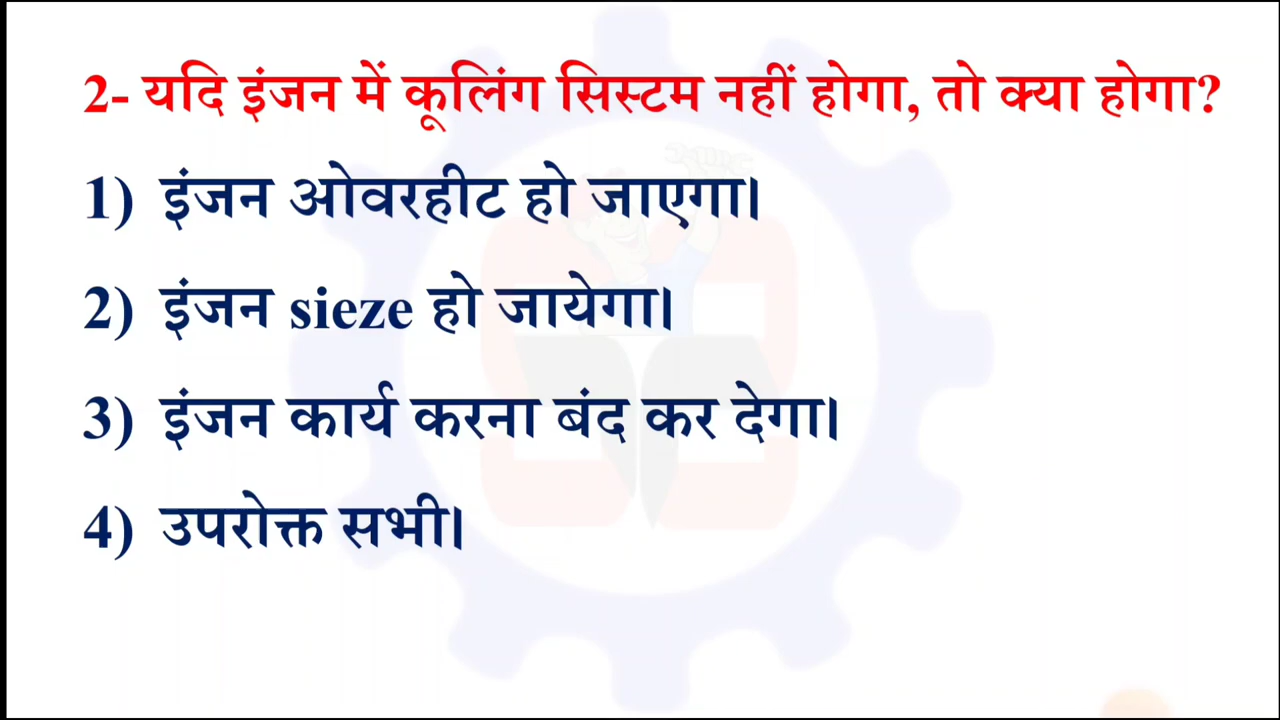 2- यदि इंजन में कूलिंग सिस्टम नहीं होगा, तो क्या होगा?
1) इंजन ओवरहीट हो जाएगा।
2) इंजन sieze हो जायेगा।
3) इंजन कार्य करना बंद कर देगा।
4) उपरोक्त सभी।